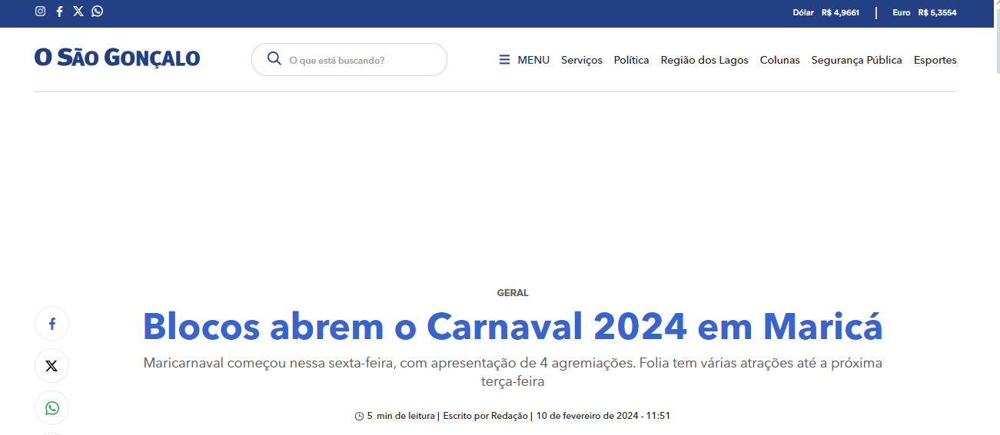 Dólar R$ 4,9661 | Euro R$ 5,3554
O São Gonçalo
O que está buscando?
MENU Serviços Política Região dos Lagos Colunas Segurança Pública Esportes
GERAL
Blocos abrem o Carnaval 2024 em Maricá
Maricarnaval começou nessa sexta-feira, com apresentação de 4 agremiações. Folia tem várias atrações até a próxima
terça-feira
5 min de leitura | Escrito por Redação | 10 de fevereiro de 2024 - 11:51